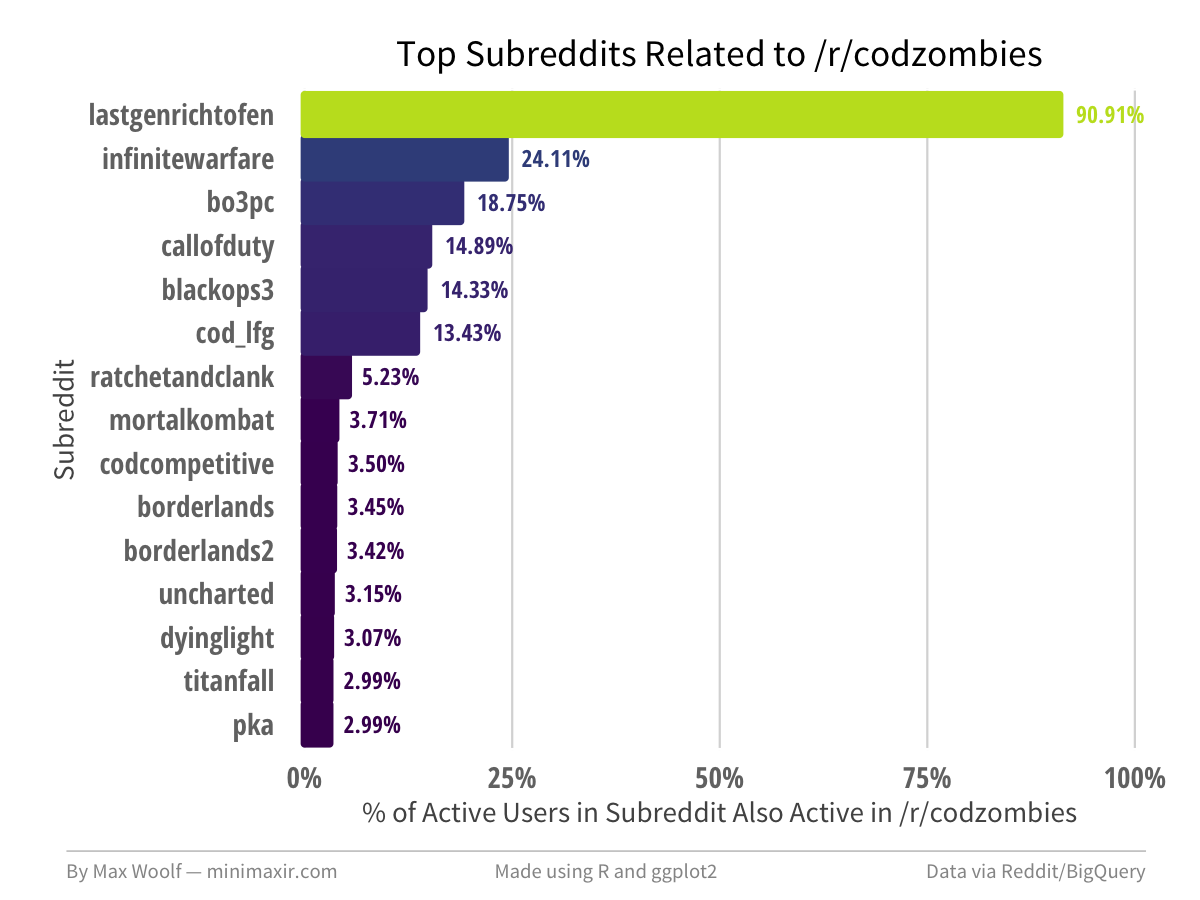 Top Subreddits Related to /r/codzombies
lastgenrichtofen 90.91%
infinitewarfare 24.11%
bo3pc 18.75%
callofduty 14.89%
blackops3 14.33%
cod_lfg 13.43%
ratchetandclank 5.23%
mortalkombat 3.71%
codcompetitive 3.50%
borderlands 3.45%
borderlands2 3.42%
uncharted 3.15%
dyinglight 3.07%
titanfall 2.99%
pka 2.99%
Subreddit
0% 25% 50% 75% 100%
% of Active Users in Subreddit Also Active in /r/codzombies
By Max Woolf — minimaxir.com Made using R and ggplot2 Data via Reddit/BigQuery